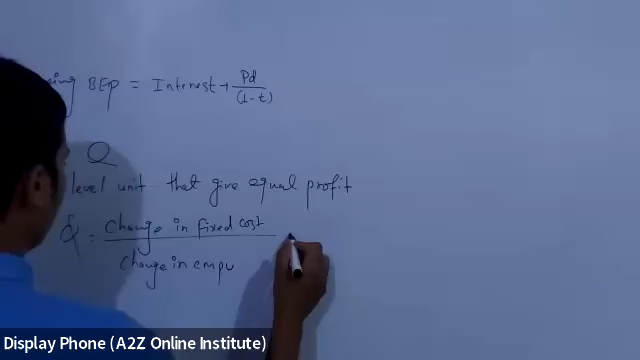 BEP = Interest + Pd / (1-t)
Q
level unit that give equal profit
Q = Change in fixed cost / Change in cmpu
Display Phone (A2Z Online Institute)